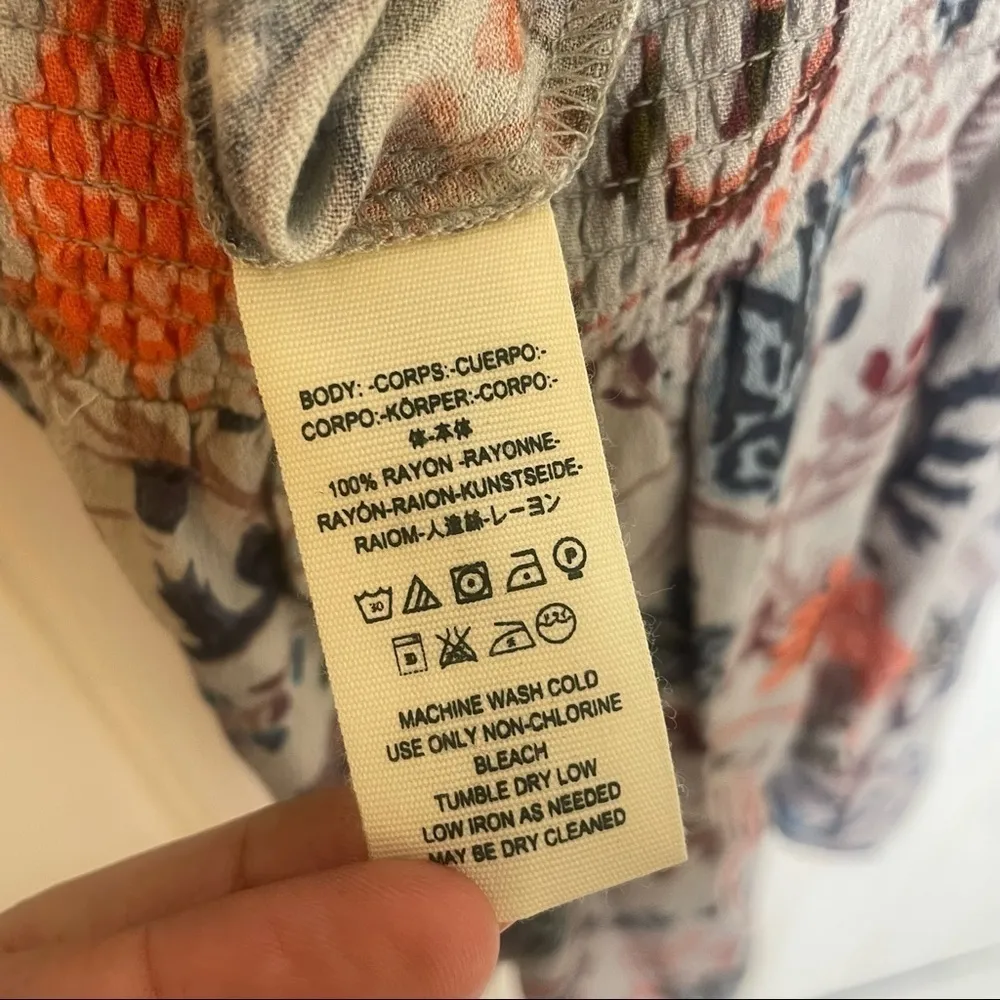 BODY: -CORPS:-CUERPO:-
CORPO:-KÖRPER:-CORPO:-
体-本体
100% RAYON -RAYONNE-
RAYÓN-RAION-KUNSTSEIDE-
RAIOM-人造絲-レーヨン
30 P
MACHINE WASH COLD
USE ONLY NON-CHLORINE
BLEACH
TUMBLE DRY LOW
LOW IRON AS NEEDED
MAY BE DRY CLEANED